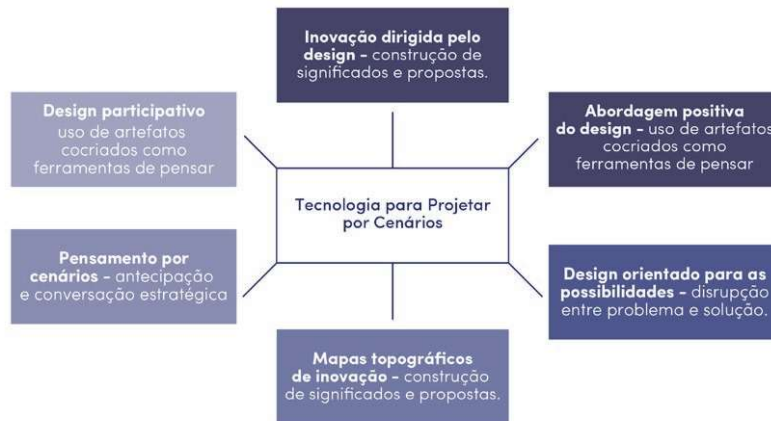 Inovação dirigida pelo
design - construção de
significados e propostas.
Design participativo
uso de artefatos
cocriados como
ferramentas de pensar
Abordagem positiva
do design - uso de artefatos
cocriados como
ferramentas de pensar
Tecnologia para Projetar
por Cenários
Pensamento por
cenários - antecipação
e conversação estratégica
Design orientado para as
possibilidades - disrupção
entre problema e solução.
Mapas topográficos
de inovação - construção
de significados e propostas.